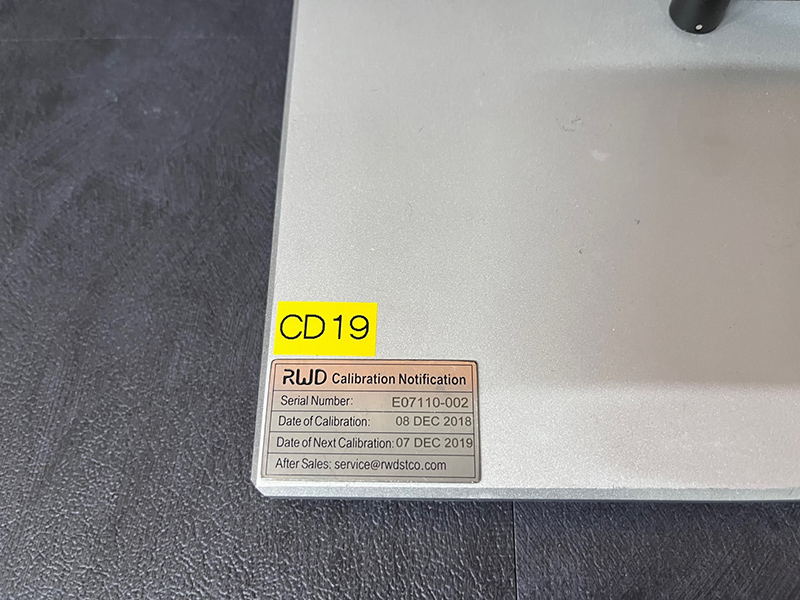 CD19
RWD Calibration Notification
Serial Number: E07110-002
Date of Calibration: 08 DEC 2018
Date of Next Calibration: 07 DEC 2019
After Sales: service@rwdstco.com